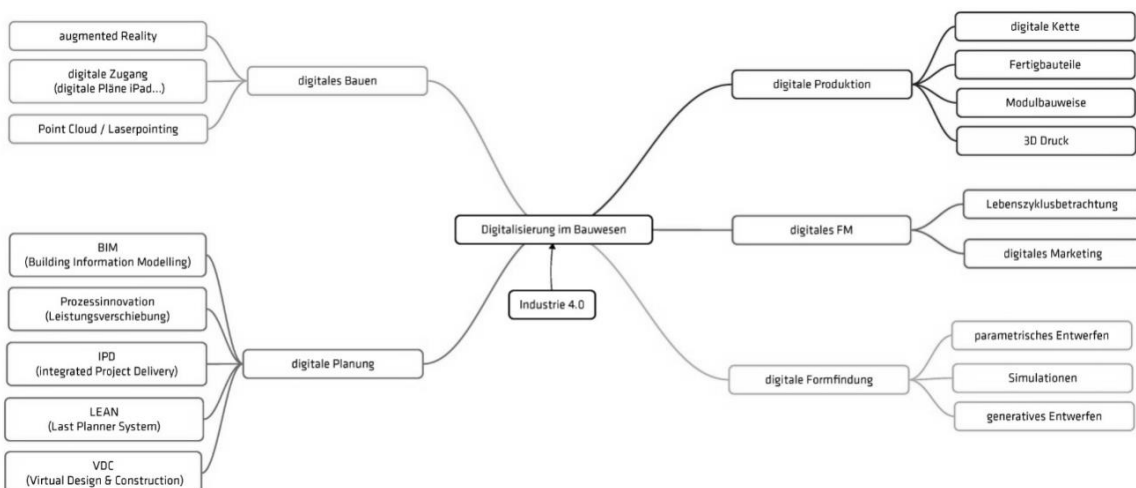 augmented Reality
digitale Zugang
(digitale Pläne iPad...)
Point Cloud / Laserpointing
digitales Bauen
BIM
(Building Information Modelling)
Prozessinnovation
(Leistungsverschiebung)
IPD
(integrated Project Delivery)
LEAN
(Last Planner System)
VDC
(Virtual Design & Construction)
digitale Planung
Digitalisierung im Bauwesen
Industrie 4.0
digitale Produktion
digitale Kette
Fertigbauteile
Modulbauweise
3D Druck
digitales FM
Lebenszyklusbetrachtung
digitales Marketing
digitale Formfindung
parametrisches Entwerfen
Simulationen
generatives Entwerfen